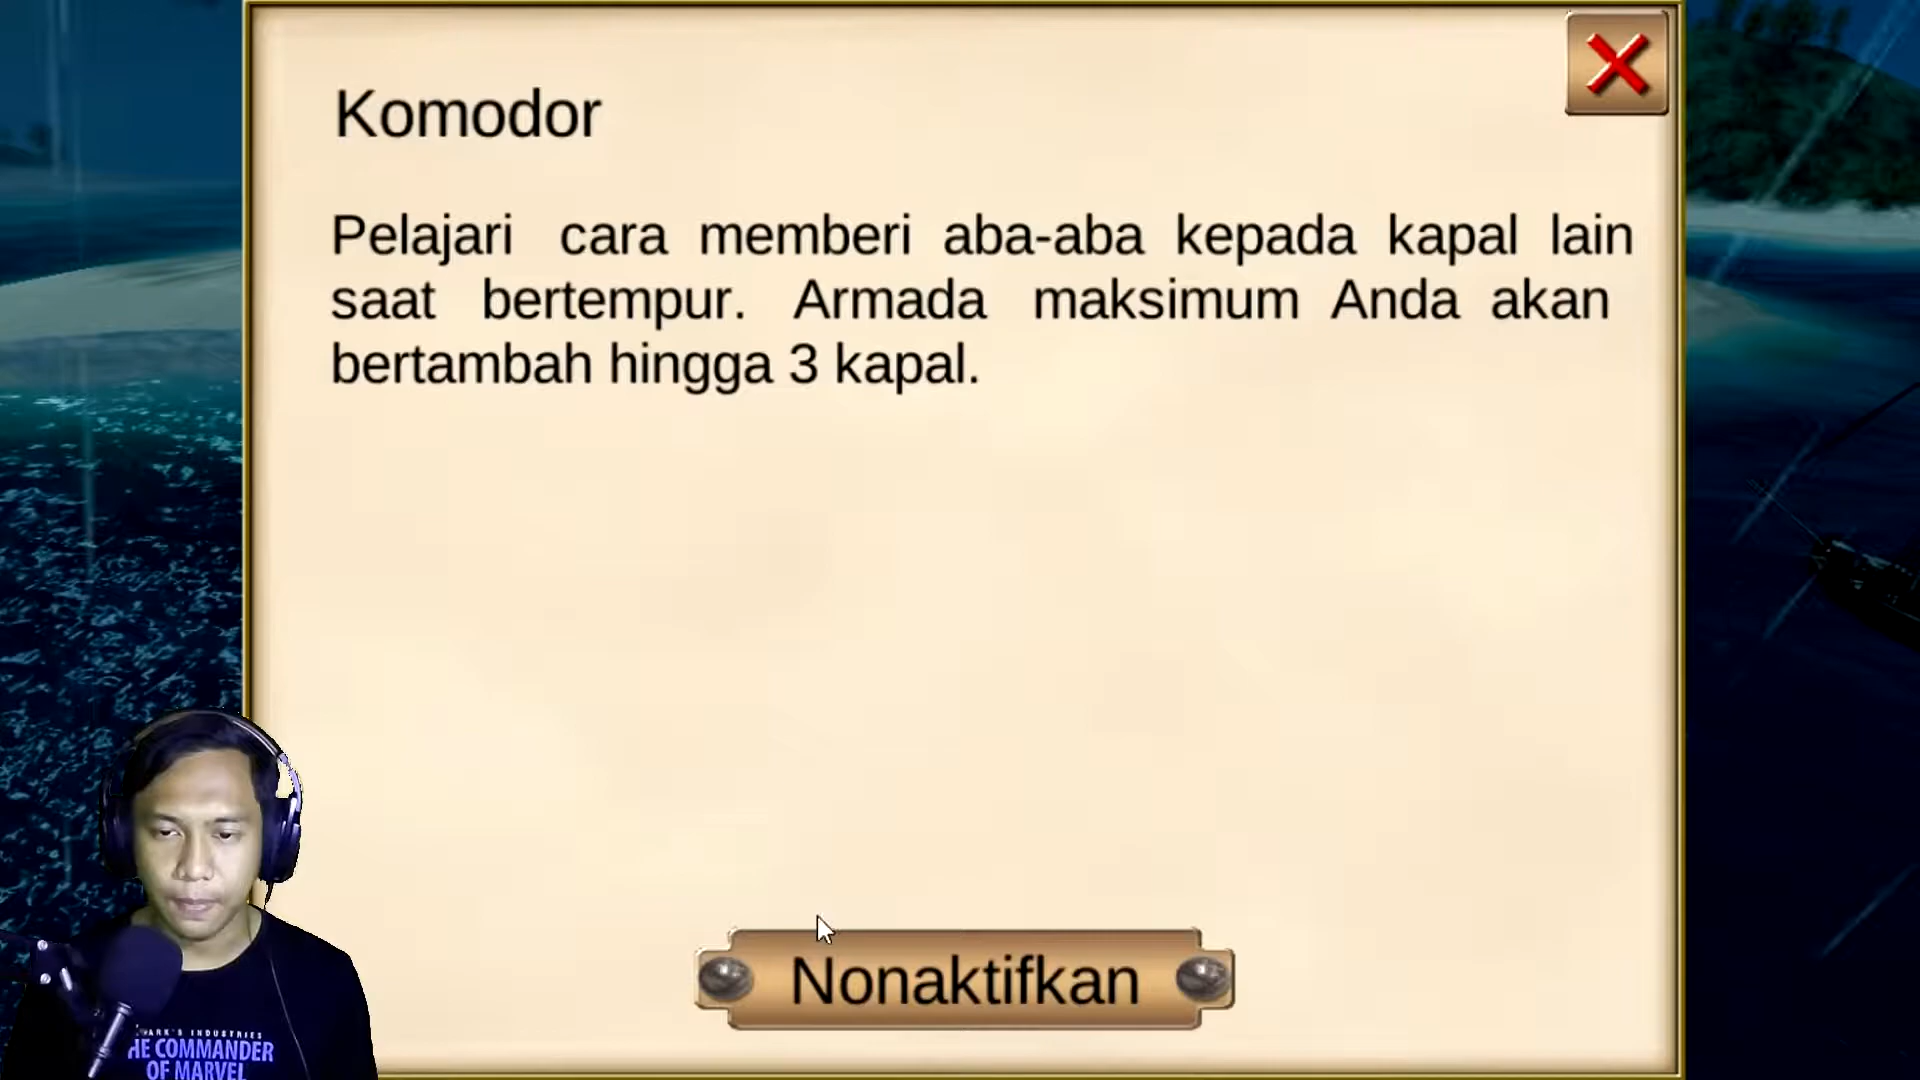 Komodor
Pelajari cara memberi aba-aba kepada kapal lain
saat bertempur. Armada maksimum Anda akan
bertambah hingga 3 kapal.
Nonaktifkan
INDUSTRIES
COMMANDER
OF MARVEL